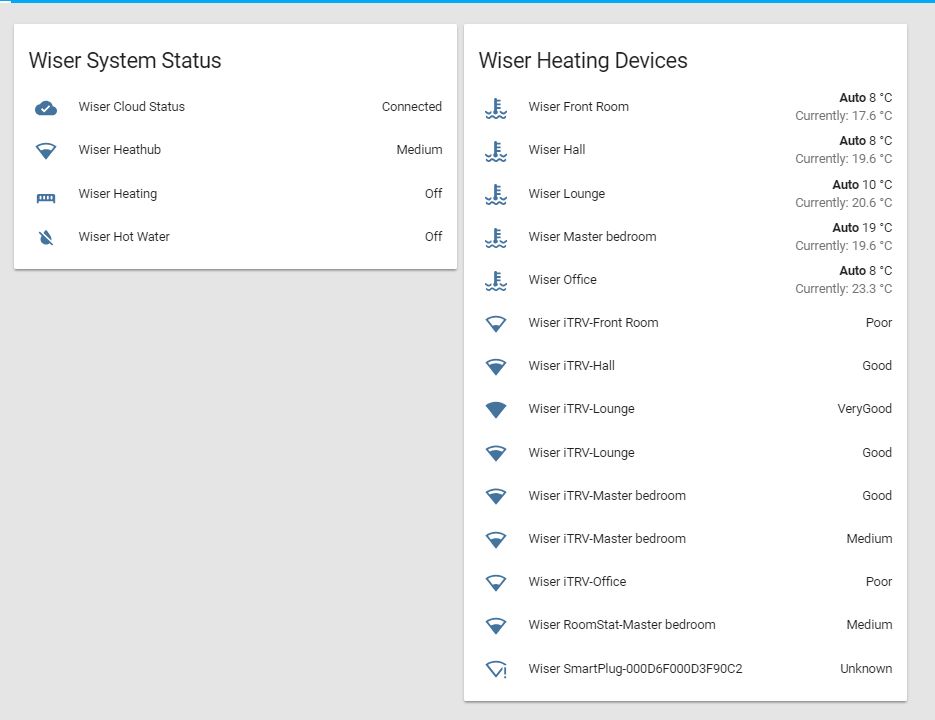 Wiser System Status
Wiser Cloud Status Connected
Wiser Heathub Medium
Wiser Heating Off
Wiser Hot Water Off
Wiser Heating Devices
Wiser Front Room Auto 8 °C
Currently: 17.6 °C
Wiser Hall Auto 8 °C
Currently: 19.6 °C
Wiser Lounge Auto 10 °C
Currently: 20.6 °C
Wiser Master bedroom Auto 19 °C
Currently: 19.6 °C
Wiser Office Auto 8 °C
Currently: 23.3 °C
Wiser iTRV-Front Room Poor
Wiser iTRV-Hall Good
Wiser iTRV-Lounge VeryGood
Wiser iTRV-Lounge Good
Wiser iTRV-Master bedroom Good
Wiser iTRV-Master bedroom Medium
Wiser iTRV-Office Poor
Wiser RoomStat-Master bedroom Medium
Wiser SmartPlug-000D6F000D3F90C2 Unknown